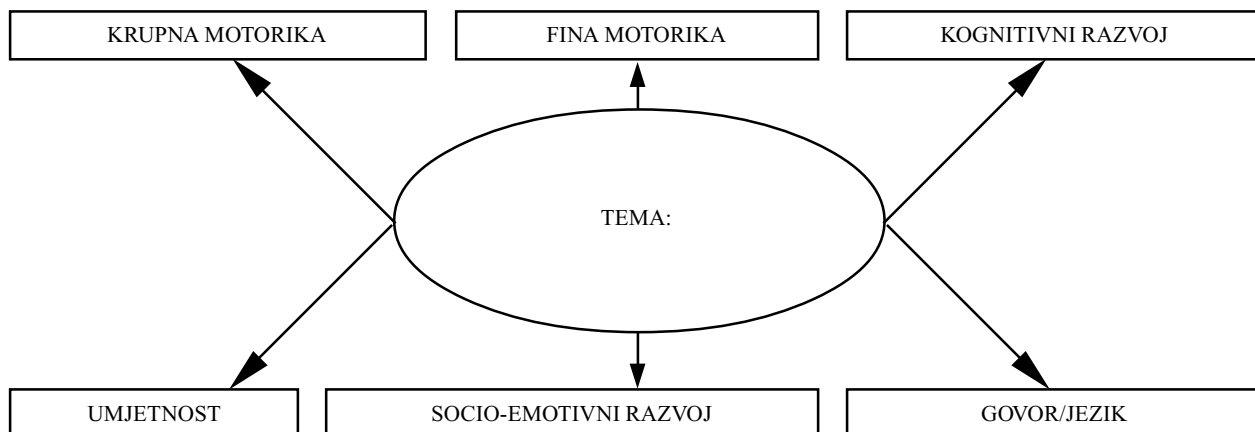 KRUPNA MOTORIKA
FINA MOTORIKA
KOGNITIVNI RAZVOJ
TEMA:
UMJETNOST
SOCIO-EMOTIVNI RAZVOJ
GOVOR/JEZIK